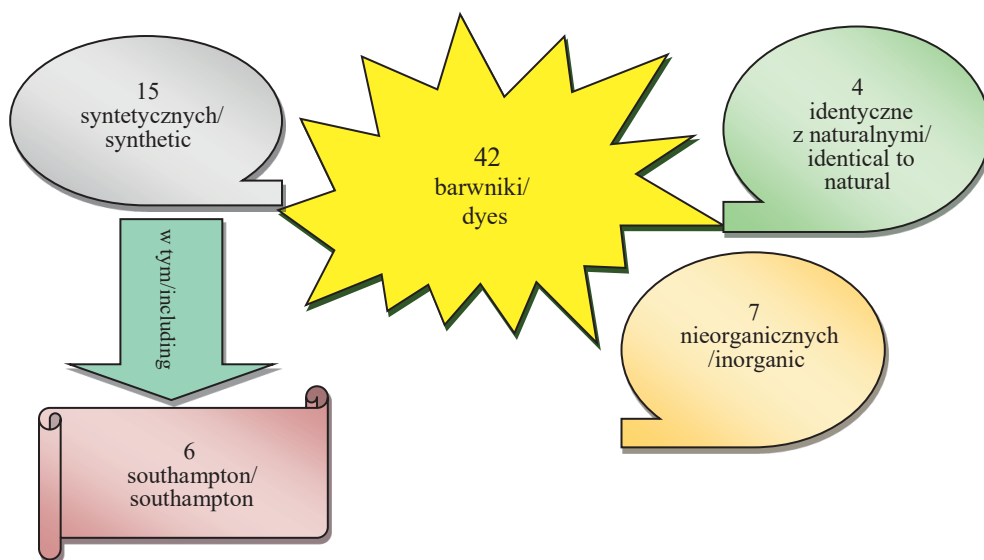 15
syntetycznych/
synthetic
42
barwniki/
dyes
4
identyczne
z naturalnymi/
identical to
natural
w tym/including
7
nieorganicznych
/inorganic
6
southampton/
southampton